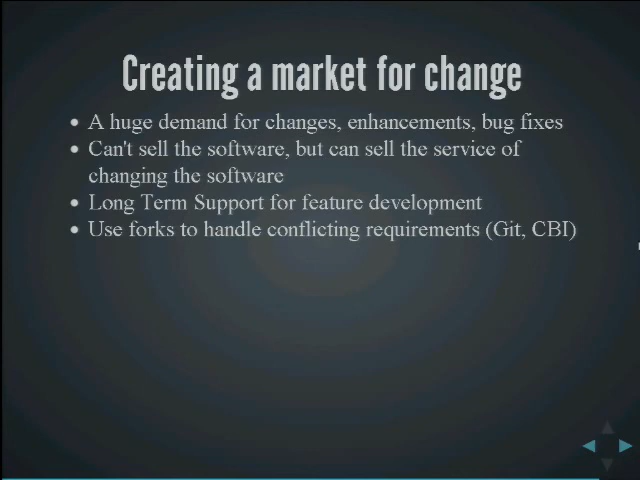 Creating a market for change
• A huge demand for changes, enhancements, bug fixes
• Can't sell the software, but can sell the service of
changing the software
• Long Term Support for feature development
• Use forks to handle conflicting requirements (Git, CBI)